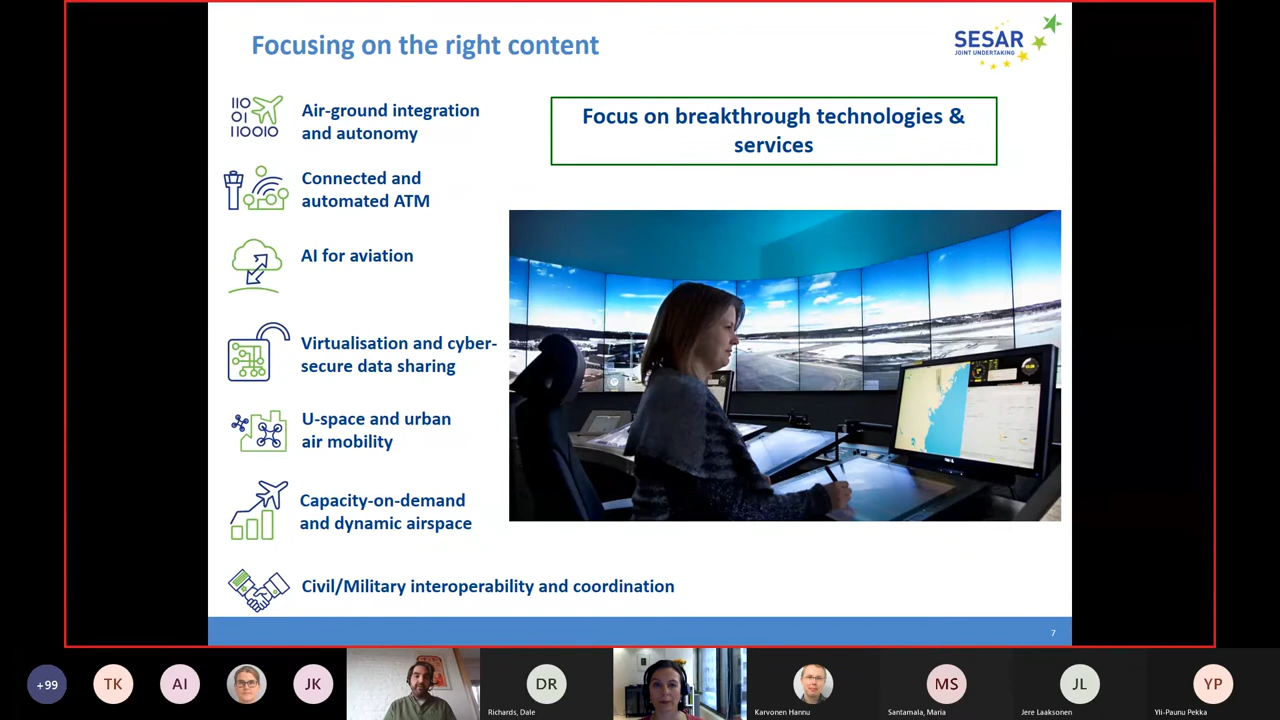 Focusing on the right content
SESAR
JOINT UNDERTAKING
Air-ground integration
and autonomy
Focus on breakthrough technologies &
services
Connected and
automated ATM
AI for aviation
Virtualisation and cyber-
secure data sharing
U-space and urban
air mobility
Capacity-on-demand
and dynamic airspace
Civil/Military interoperability and coordination
7
+99
TK
AI
JK
DR
MS
JL
YP
Richards, Dale
Karvonen Hannu
Santamala, Maria
Jere Laaksonen
Yli-Paunu Pekka